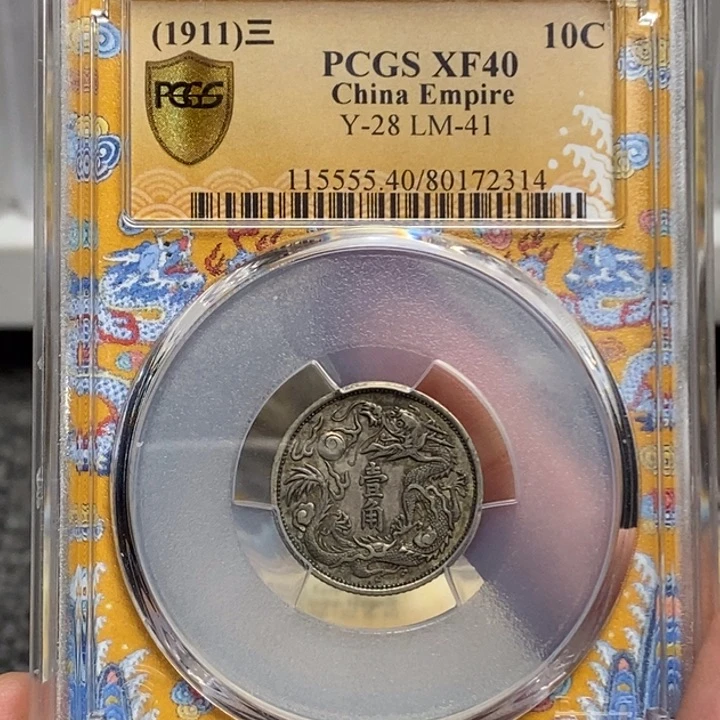 (1911)三 10C
PCGS XF40
China Empire
Y-28 LM-41
PCGS
115555.40/80172314
壹
角